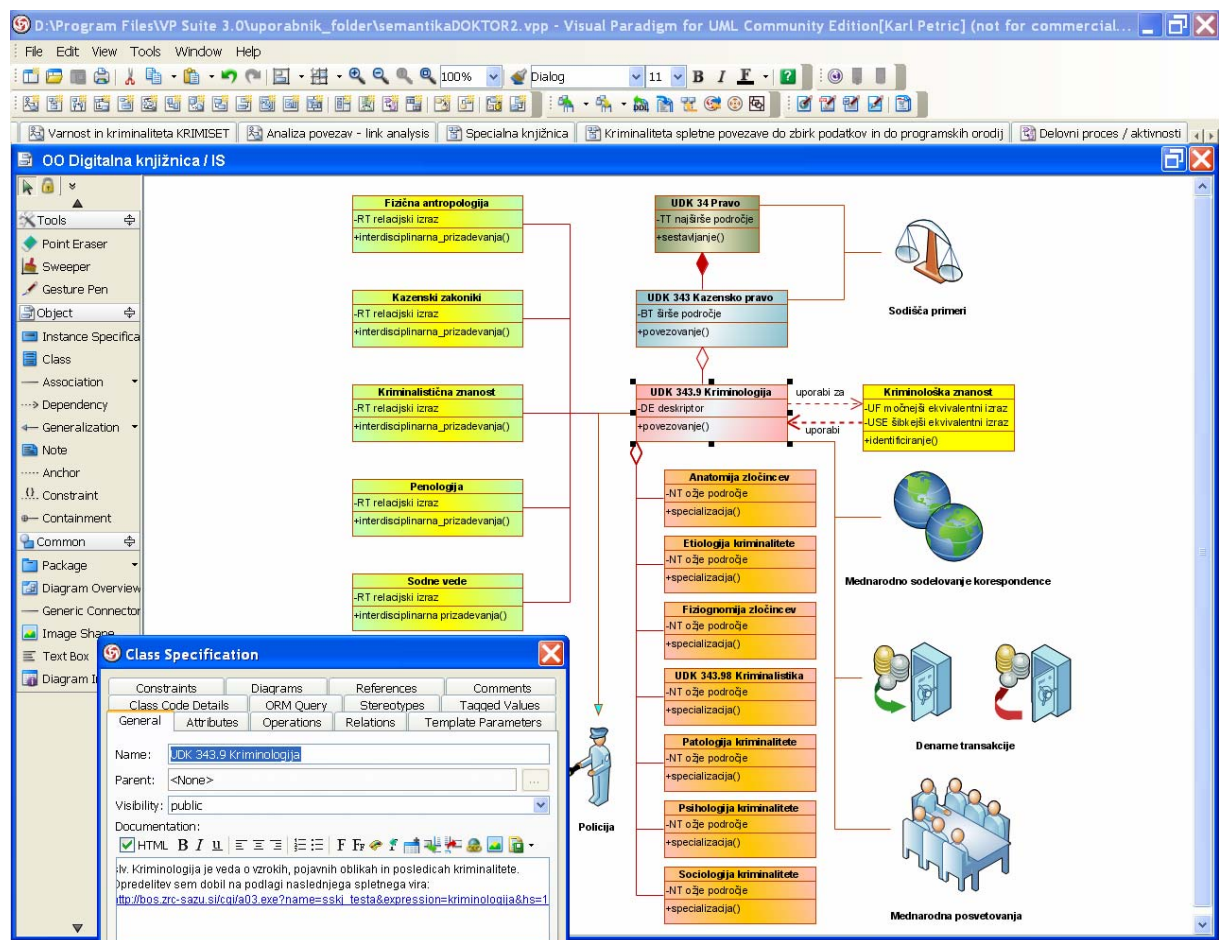 D:\Program Files\VP Suite 3.0\uporabnik_folder\semantikaDOKTOR2.vpp - Visual Paradigm for UML Community Edition[Karl Petric] (not for commercial...
File Edit View Tools Window Help
100% Dialog 11 B I F
Varnost in kriminaliteta KRIMISET
Analiza povezav - link analysis
Specialna knjižnica
Kriminaliteta spletne povezave do zbirk podatkov in do programskih orodij
Delovni proces / aktivnosti
OO Digitalna knjižnica / IS
Tools
Point Eraser
Sweeper
Gesture Pen
Object
Instance Specifica
Class
Association
Dependency
Generalization
Note
Anchor
Constraint
Containment
Common
Package
Diagram Overview
Generic Connector
Image Shape
Text Box
Diagram I
Fizična antropologija
-RT relacijski izraz
+interdisciplinarna_prizadevanja()
Kazenski zakoniki
-RT relacijski izraz
+interdisciplinarna_prizadevanja()
Kriminalistična znanost
-RT relacijski izraz
+interdisciplinarna_prizadevanja()
Penologija
-RT relacijski izraz
+interdisciplinarna_prizadevanja()
Sodne vede
-RT relacijski izraz
+interdisciplinarna prizadevanja()
UDK 34 Pravo
-TT najširše področje
+sestavljanje()
UDK 343 Kazensko pravo
-BT širše področje
+povezovanje()
UDK 343.9 Kriminologija
-DE deskriptor
+povezovanje()
uporabi za
uporabi
Kriminološka znanost
-UF močnejši ekvivalentni izraz
-USE šibkejši ekvivalentni izraz
+identificiranje()
Anatomija zločincev
-NT ožje področje
+specializacija()
Etiologija kriminalitete
-NT ožje področje
+specializacija()
Fiziognomija zločincev
-NT ožje področje
+specializacija()
UDK 343.98 Kriminalistika
-NT ožje področje
+specializacija()
Patologija kriminalitete
-NT ožje področje
+specializacija()
Psihologija kriminalitete
-NT ožje področje
+specializacija()
Sociologija kriminalitete
-NT ožje področje
+specializacija()
Sodišča primeri
Mednarodno sodelovanje korespondence
Denarne transakcije
Mednarodna posvetovanja
Policija
Class Specification
Constraints Diagrams References Comments
Class Code Details ORM Query Stereotypes Tagged Values
General Attributes Operations Relations Template Parameters
Name: UDK 343.9 Kriminologija
Parent: <None> ...
Visibility: public
Documentation:
HTML B I U
slv. Kriminologija je veda o vzrokih, pojavnih oblikah in posledicah kriminalitete.
Opredelitev sem dobil na podlagi naslednjega spletnega vira:
http://bos.zrc-sazu.si/cgi/a03.exe?name=sskj_testa&expression=kriminologija&hs=1